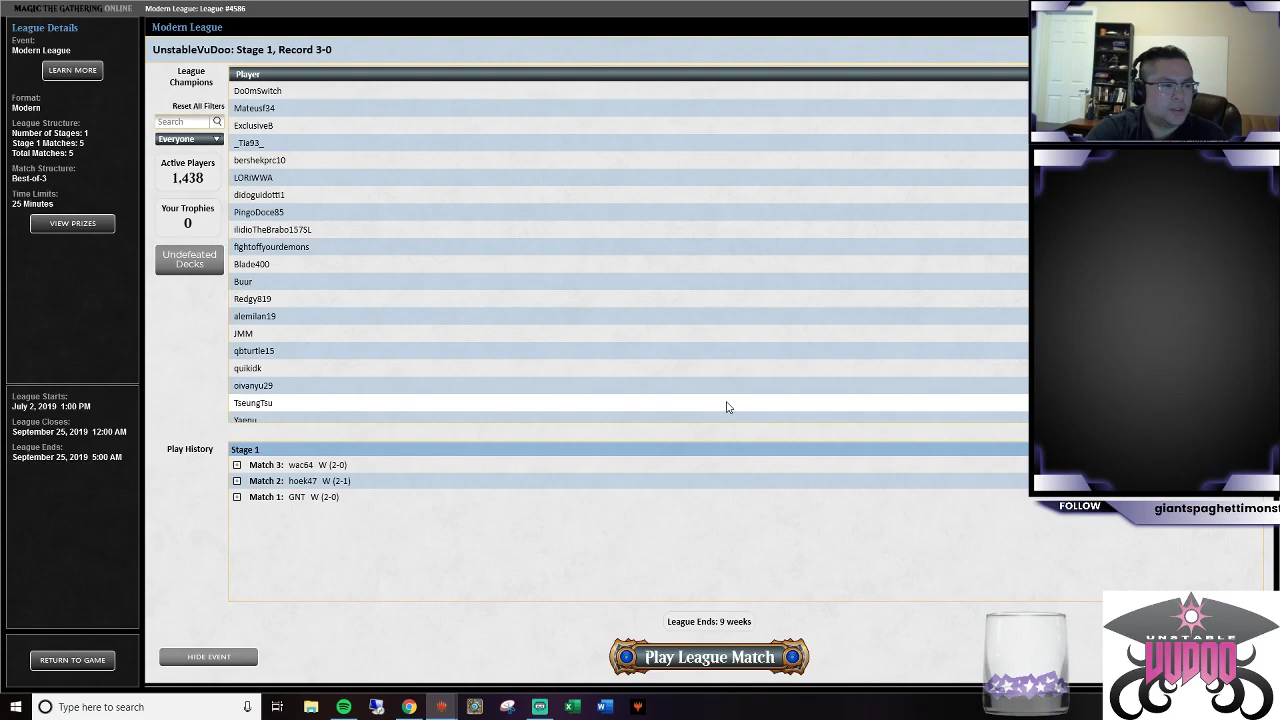 MAGIC THE GATHERING ONLINE
Modern League: League #4586
League Details
Event:
Modern League
LEARN MORE
Format:
Modern
League Structure:
Number of Stages: 1
Stage 1 Matches: 5
Total Matches: 5
Match Structure:
Best-of-3
Time Limits:
25 Minutes
VIEW PRIZES
League Starts:
July 2, 2019 1:00 PM
League Closes:
September 25, 2019 12:00 AM
League Ends:
September 25, 2019 5:00 AM
RETURN TO GAME
Modern League
UnstableVuDoo: Stage 1, Record 3-0
League
Champions
Reset All Filters
Search
Everyone
Active Players
1,438
Your Trophies
0
Undefeated
Decks
Player
Do0mSwitch
Mateusf34
ExclusiveB
_Tia93_
bershekprc10
LORiWWA
didoguidotti1
PingoDoce85
ilidioTheBrabo157SL
fightoffyourdemons
Blade400
Buur
Redgy819
alemilan19
JMM
qbturtle15
quikidk
oivanyu29
TseungTsu
Play History
Stage 1
Match 3: wac64 W (2-0)
Match 2: hoek47 W (2-1)
Match 1: GNT W (2-0)
League Ends: 9 weeks
HIDE EVENT
Play League Match
FOLLOW
giantspaghettimonst
UNSTABLE
VUDOO
Type here to search